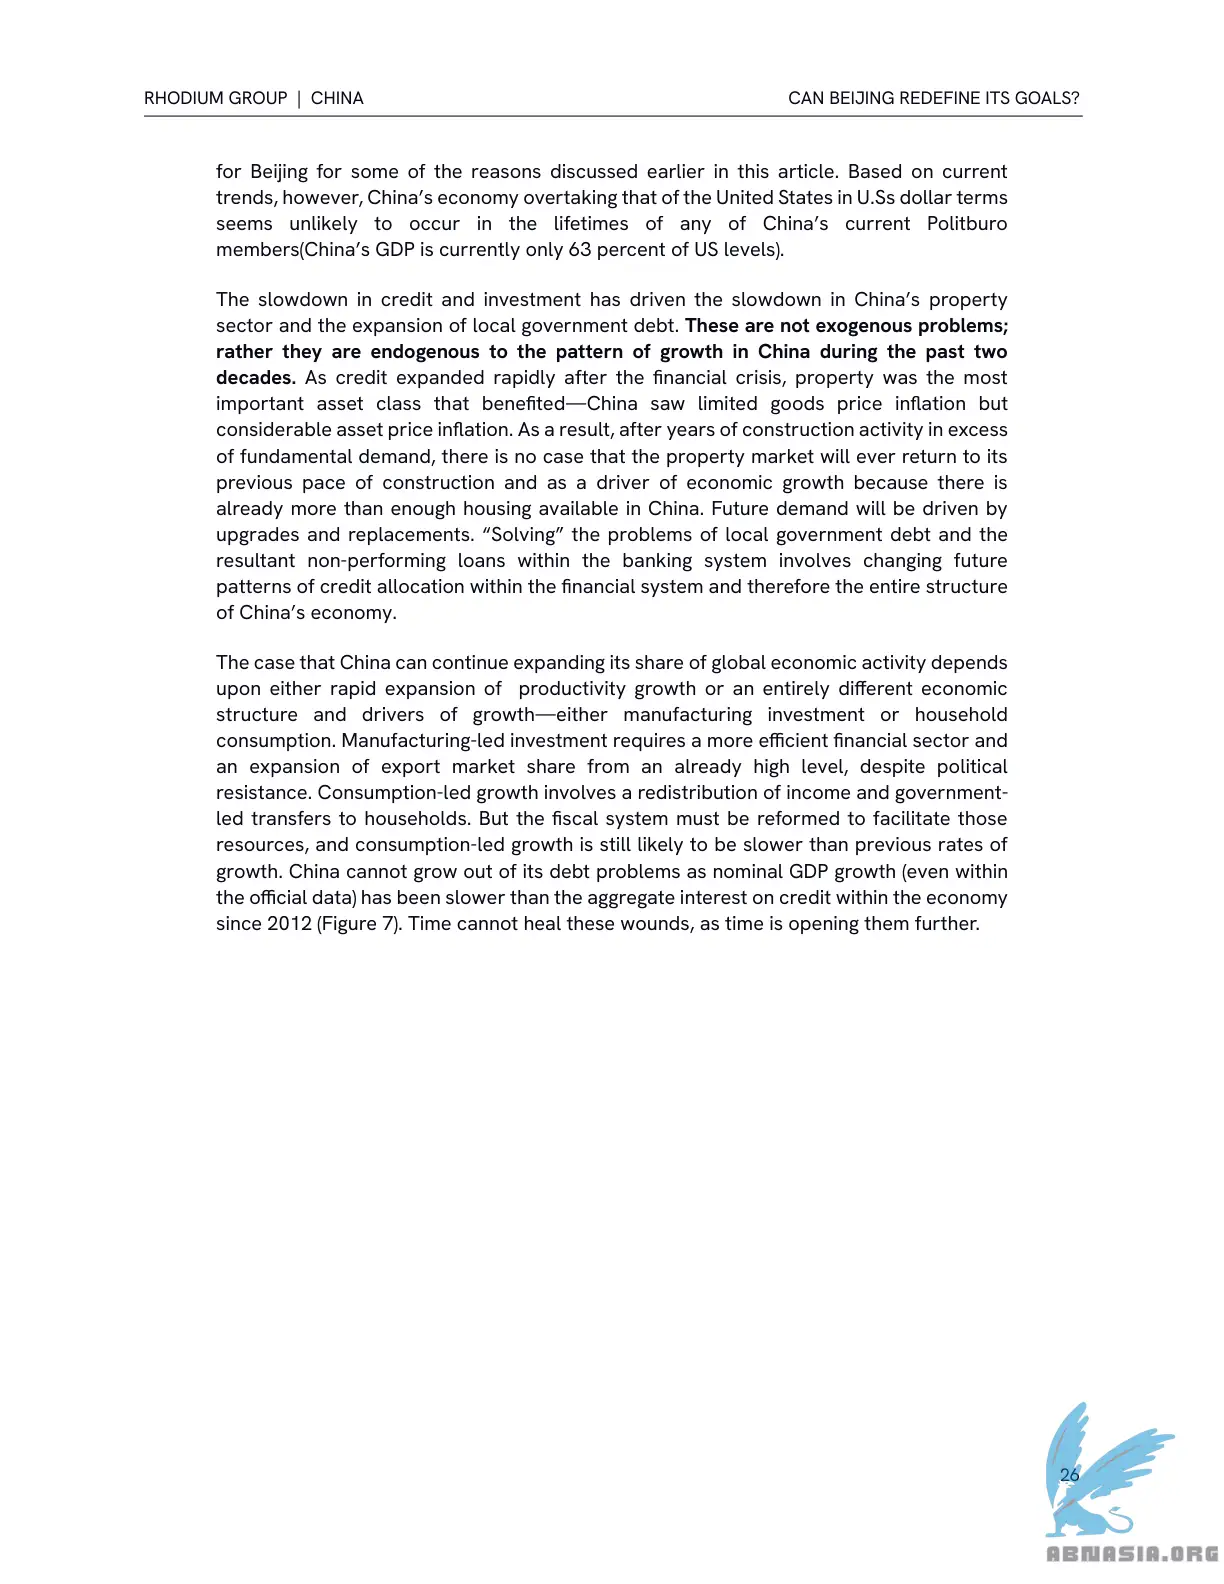 RHODIUM GROUP | CHINA
CAN BEIJING REDEFINE ITS GOALS?
for Beijing for some of the reasons discussed earlier in this article. Based on current
trends, however, China’s economy overtaking that of the United States in U.Ss dollar terms
seems unlikely to occur in the lifetimes of any of China’s current Politburo
members(China’s GDP is currently only 63 percent of US levels).
The slowdown in credit and investment has driven the slowdown in China’s property
sector and the expansion of local government debt. These are not exogenous problems;
rather they are endogenous to the pattern of growth in China during the past two
decades. As credit expanded rapidly after the financial crisis, property was the most
important asset class that benefited—China saw limited goods price inflation but
considerable asset price inflation. As a result, after years of construction activity in excess
of fundamental demand, there is no case that the property market will ever return to its
previous pace of construction and as a driver of economic growth because there is
already more than enough housing available in China. Future demand will be driven by
upgrades and replacements. “Solving” the problems of local government debt and the
resultant non-performing loans within the banking system involves changing future
patterns of credit allocation within the financial system and therefore the entire structure
of China’s economy.
The case that China can continue expanding its share of global economic activity depends
upon either rapid expansion of  productivity growth or an entirely different economic
structure and drivers of growth—either manufacturing investment or household
consumption. Manufacturing-led investment requires a more efficient financial sector and
an expansion of export market share from an already high level, despite political
resistance. Consumption-led growth involves a redistribution of income and government-
led transfers to households. But the fiscal system must be reformed to facilitate those
resources, and consumption-led growth is still likely to be slower than previous rates of
growth. China cannot grow out of its debt problems as nominal GDP growth (even within
the official data) has been slower than the aggregate interest on credit within the economy
since 2012 (Figure 7). Time cannot heal these wounds, as time is opening them further.
26
ABNASIA.ORG